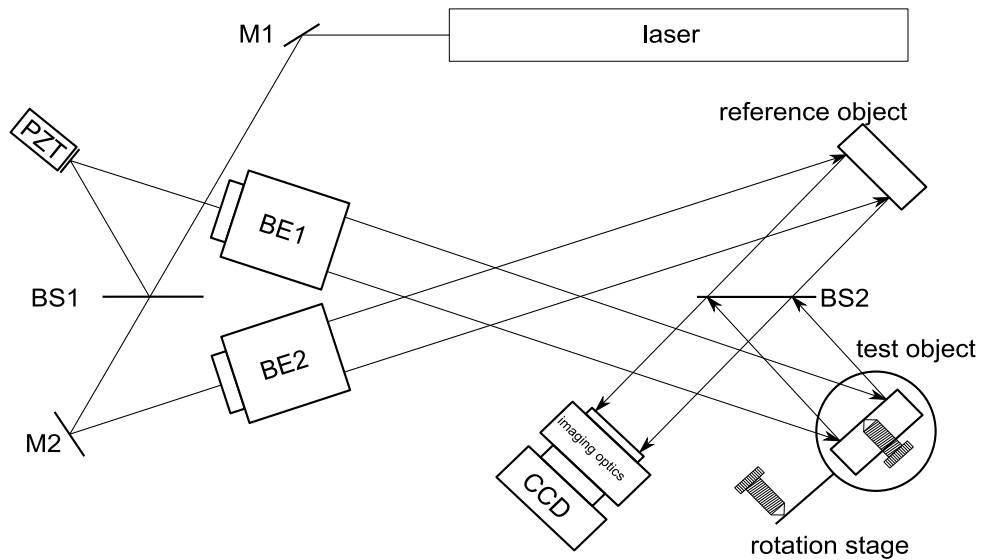 M1
laser
reference object
PZT
BE1
BS1
BS2
BE2
test object
M2
imaging optics
CCD
rotation stage